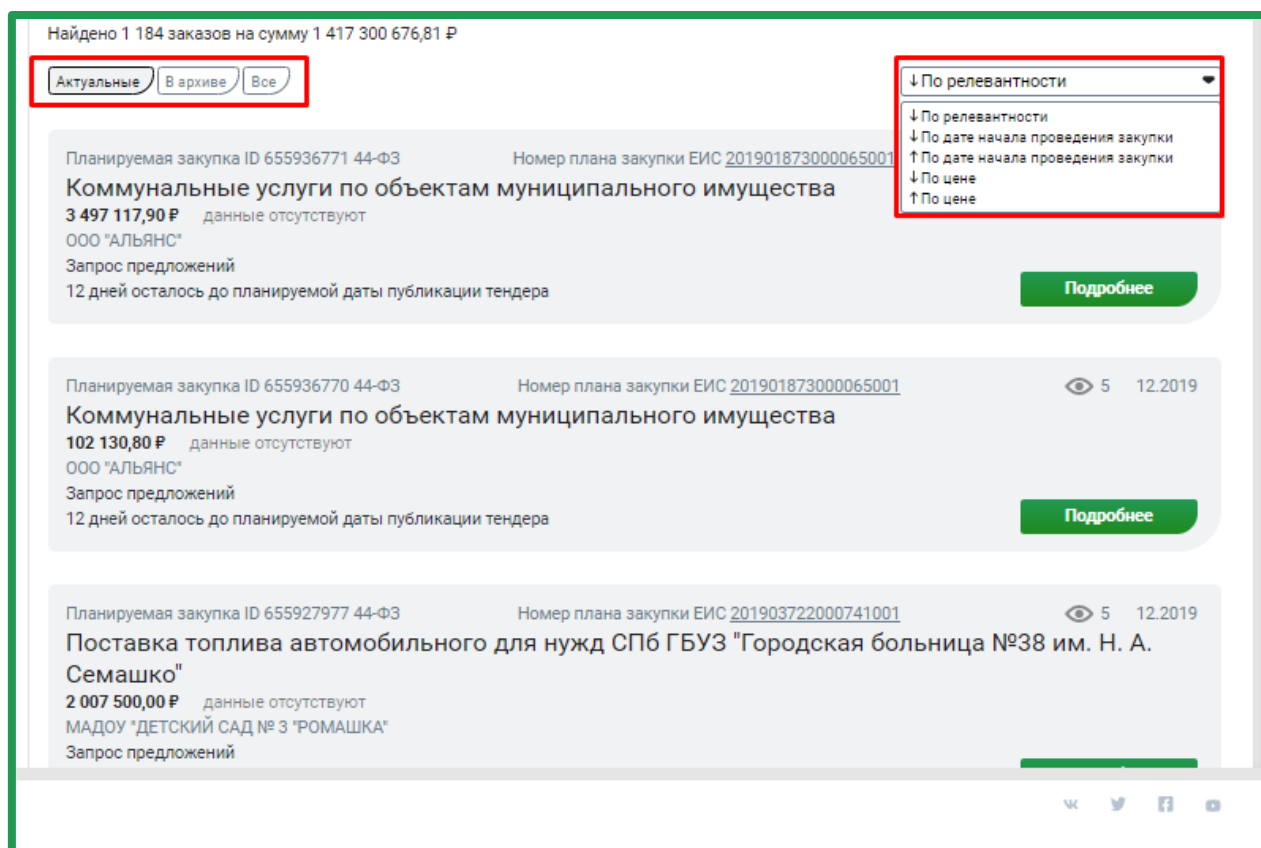 Найдено 1 184 заказов на сумму 1 417 300 676,81 ₽
Актуальные В архиве Все
↓По релевантности
↓По релевантности
↓По дате начала проведения закупки
↑По дате начала проведения закупки
↓По цене
↑По цене
Планируемая закупка ID 655936771 44-ФЗ Номер плана закупки ЕИС 201901873000065001
Коммунальные услуги по объектам муниципального имущества
3 497 117,90 ₽ данные отсутствуют
ООО "АЛЬЯНС"
Запрос предложений
12 дней осталось до планируемой даты публикации тендера
Подробнее
Планируемая закупка ID 655936770 44-ФЗ Номер плана закупки ЕИС 201901873000065001 5 12.2019
Коммунальные услуги по объектам муниципального имущества
102 130,80 ₽ данные отсутствуют
ООО "АЛЬЯНС"
Запрос предложений
12 дней осталось до планируемой даты публикации тендера
Подробнее
Планируемая закупка ID 655927977 44-ФЗ Номер плана закупки ЕИС 201903722000741001 5 12.2019
Поставка топлива автомобильного для нужд СПб ГБУЗ "Городская больница №38 им. Н. А.
Семашко"
2 007 500,00 ₽ данные отсутствуют
МАДОУ "ДЕТСКИЙ САД № 3 "РОМАШКА"
Запрос предложений